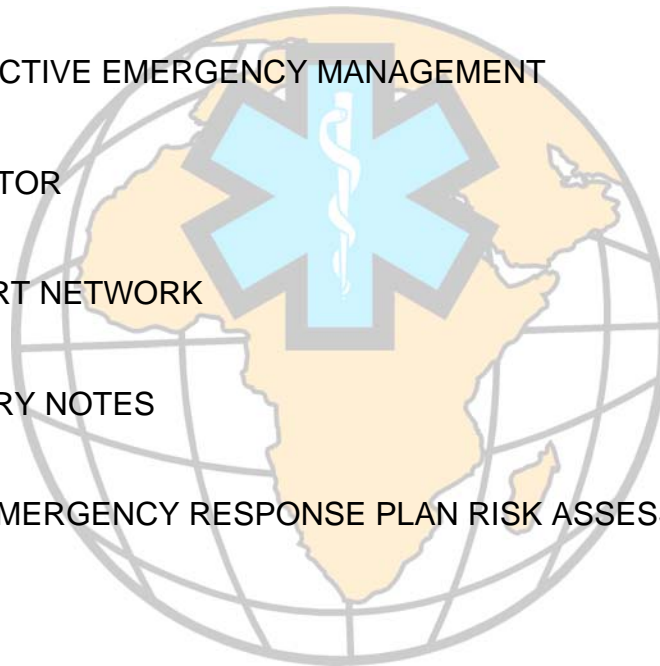 CTIVE EMERGENCY MANAGEMENT
TOR
RT NETWORK
RY NOTES
MERGENCY RESPONSE PLAN RISK ASSES